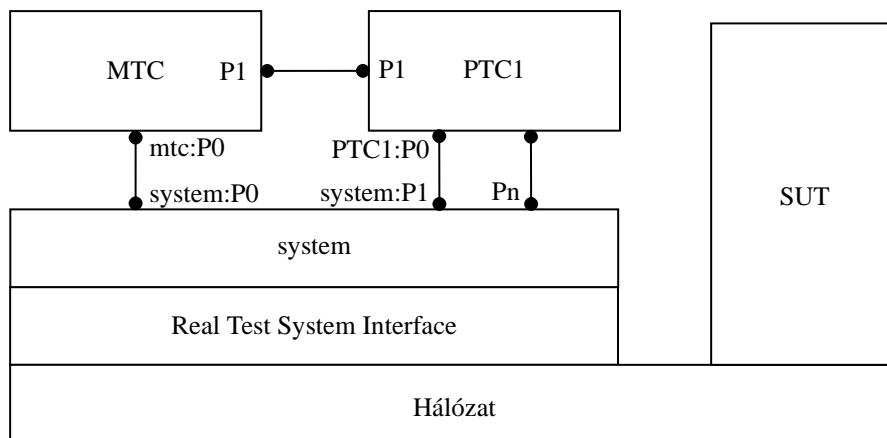 MTC
P1
P1
PTC1
mtc:P0
PTC1:P0
system:P0
system:P1
Pn
SUT
system
Real Test System Interface
Hálózat